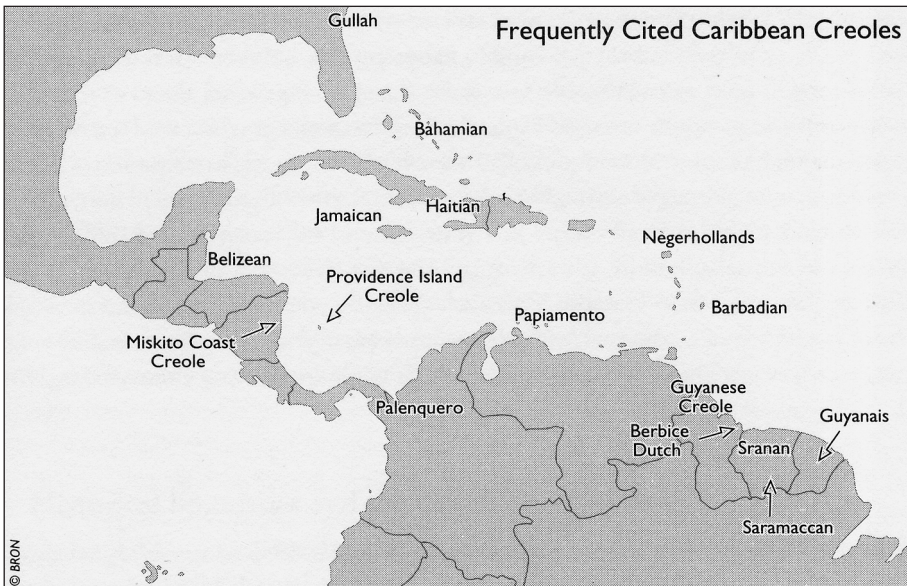 Gullah
Frequently Cited Caribbean Creoles
Bahamian
Haitian
Jamaican
Negerhollands
Belizean
Providence Island
Creole
Barbadian
Papiamento
Miskito Coast
Creole
Guyanese
Creole
Palenquero
Guyanais
Berbice
Dutch
Sranan
Saramaccan
© BRON